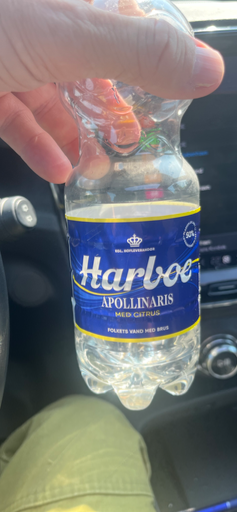 KGL. HOFLEVERANDØR
50%
Harboe
APOLLINARIS
MED CITRUS
FOLKETS VAND MED BRUS